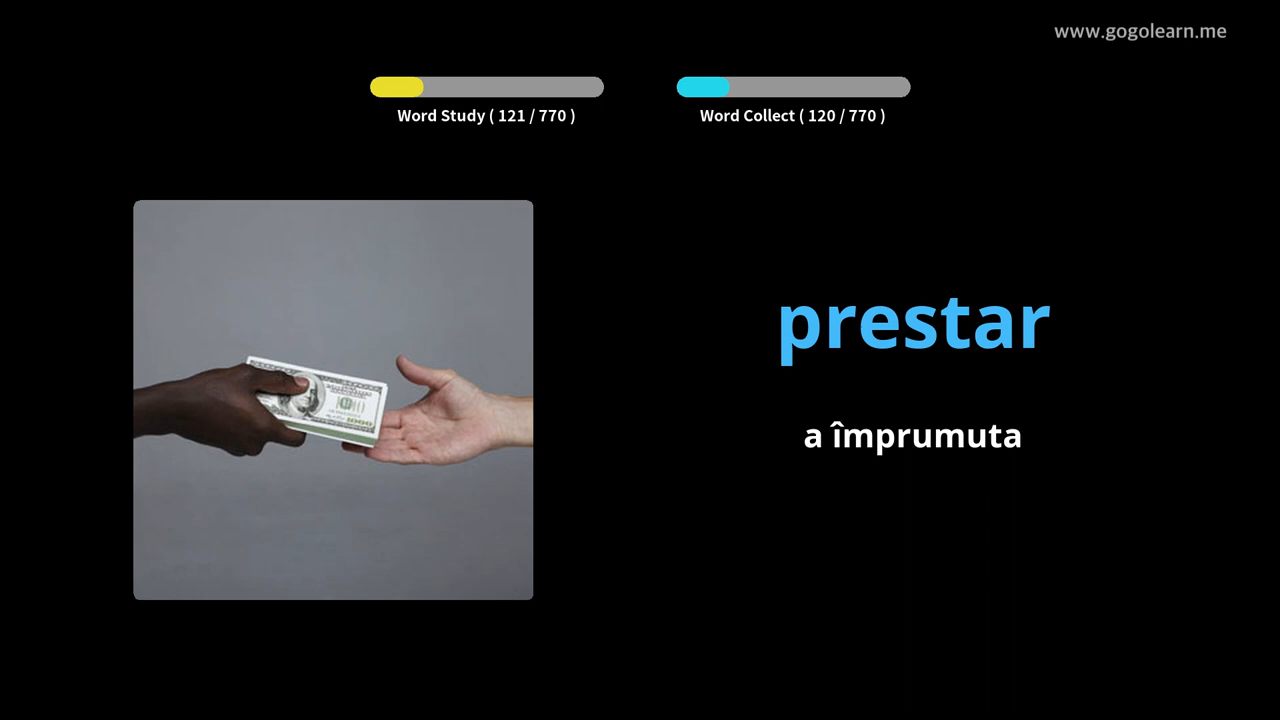 www.gogolearn.me
Word Study ( 121 / 770 )
Word Collect ( 120 / 770 )
prestar
a împrumuta